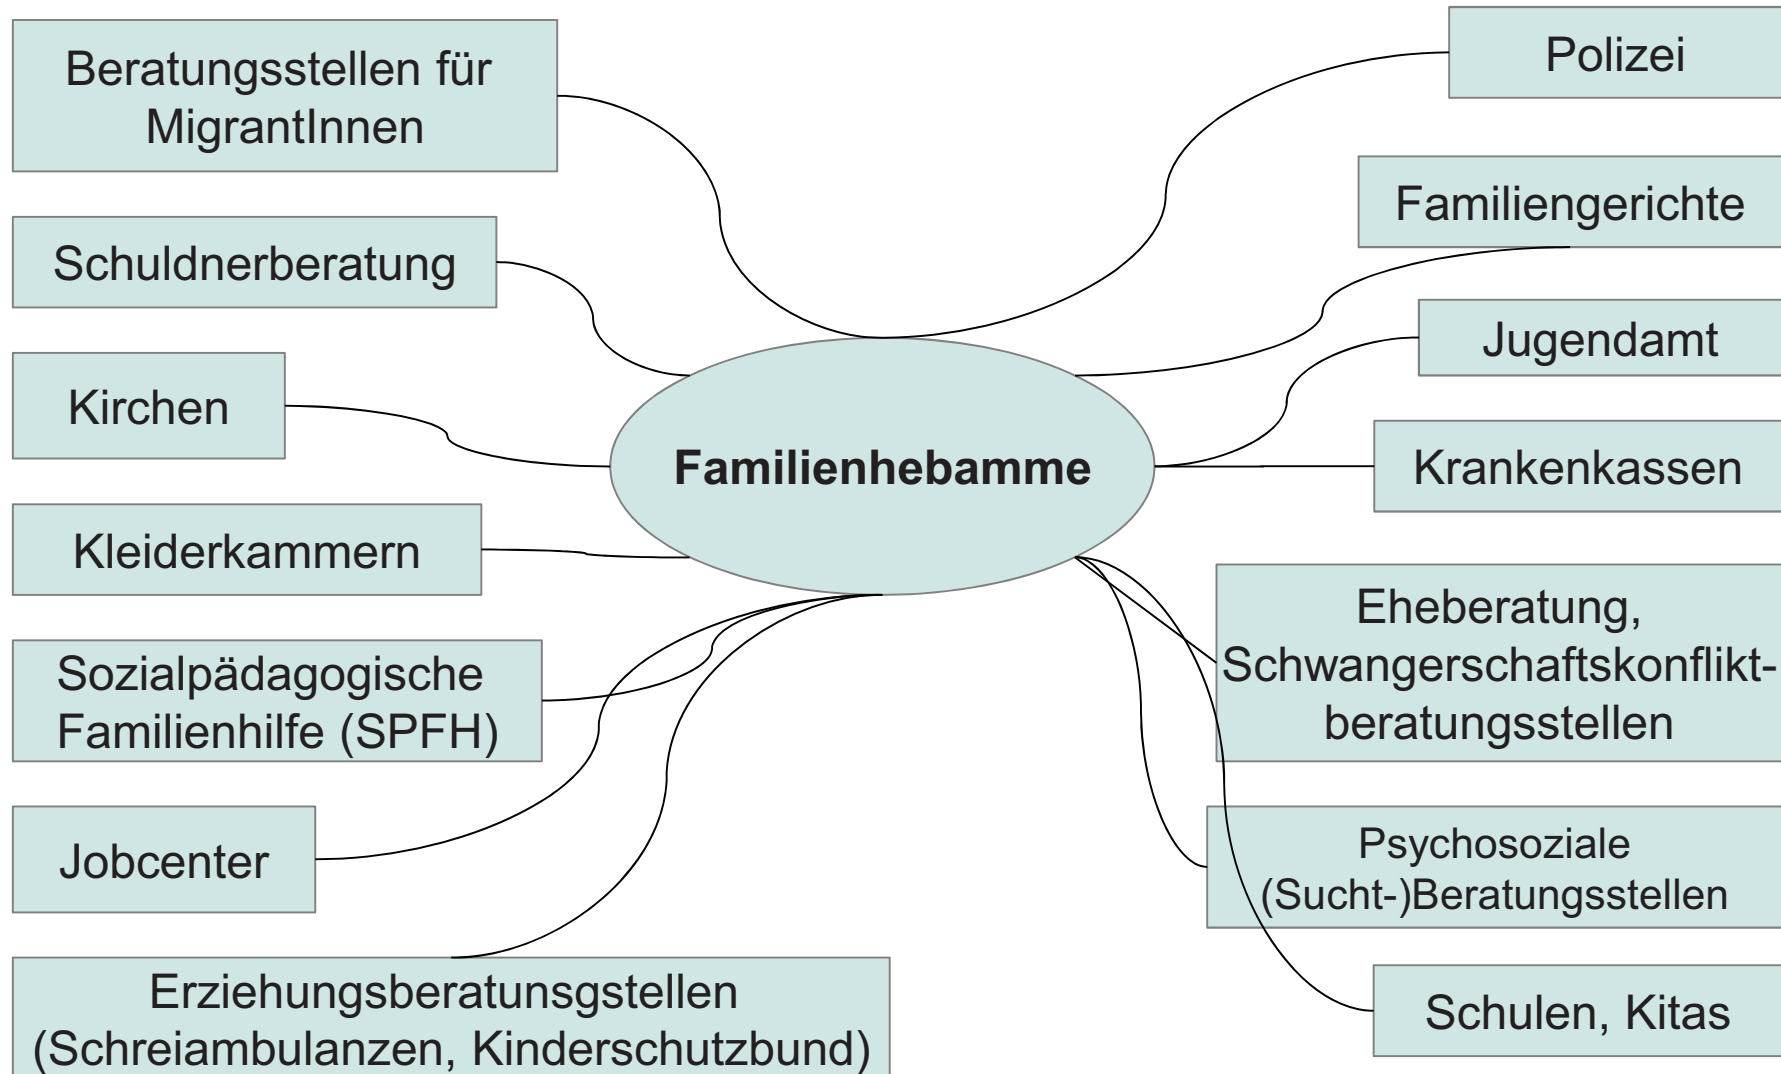 Beratungsstellen für
MigrantInnen
Schuldnerberatung
Kirchen
Kleiderkammern
Sozialpädagogische
Familienhilfe (SPFH)
Jobcenter
Erziehungsberatunsgstellen
(Schreiambulanzen, Kinderschutzbund)
Familienhebamme
Polizei
Familiengerichte
Jugendamt
Krankenkassen
Eheberatung,
Schwangerschaftskonflikt-
beratungsstellen
Psychosoziale
(Sucht-)Beratungsstellen
Schulen, Kitas